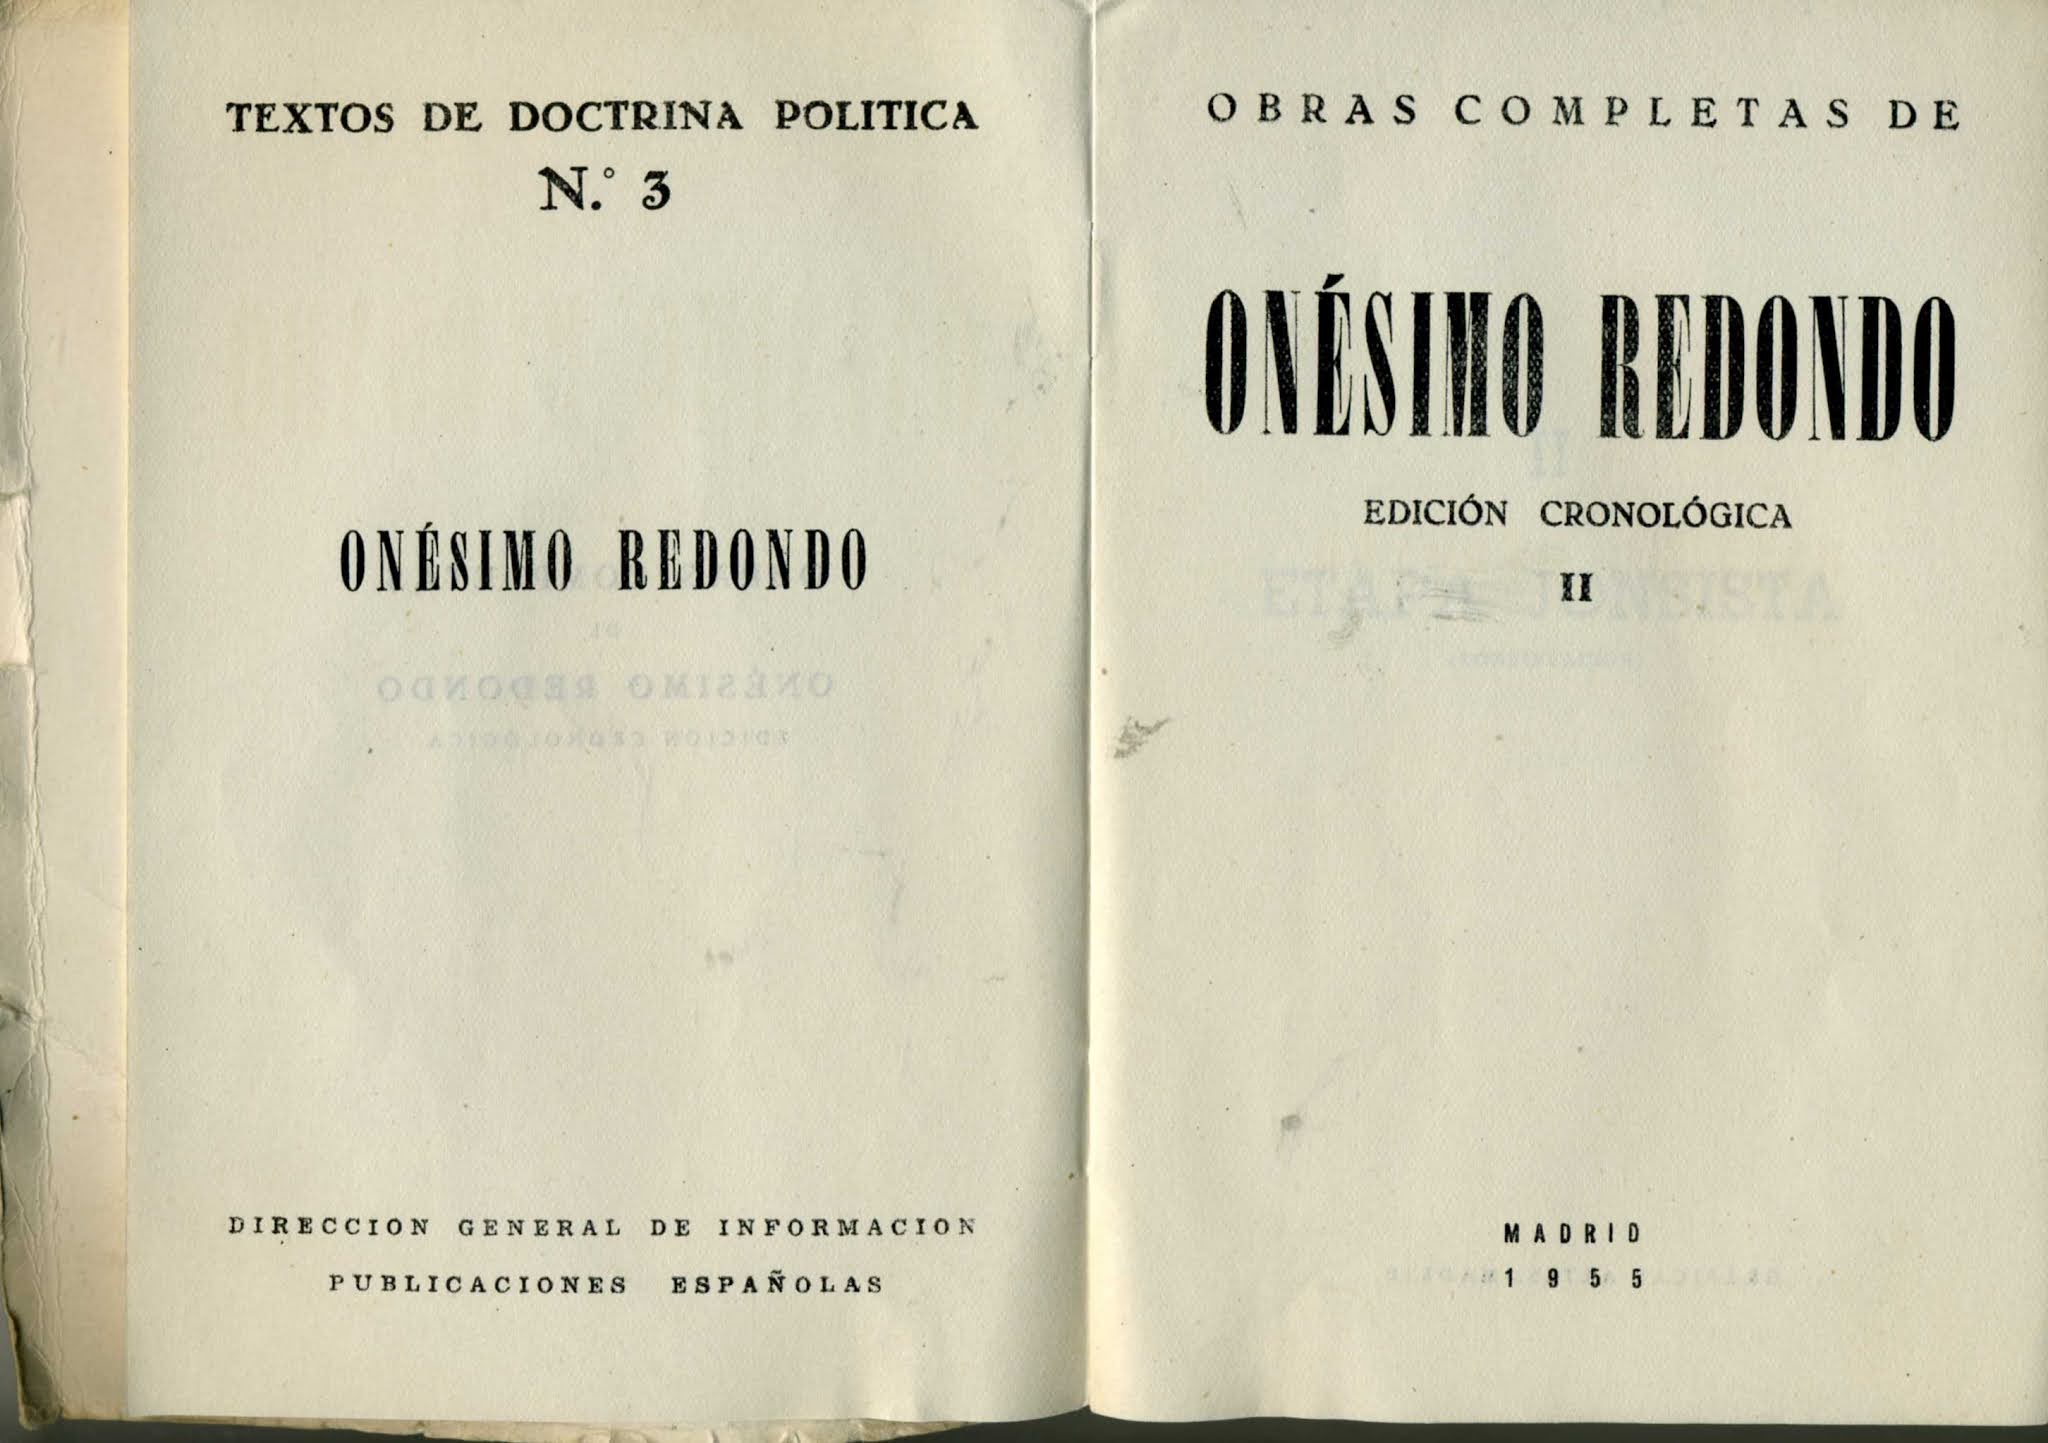 TEXTOS DE DOCTRINA POLITICA
N.º 3
ONÉSIMO REDONDO
DIRECCION GENERAL DE INFORMACION
PUBLICACIONES ESPAÑOLAS
OBRAS COMPLETAS DE
ONÉSIMO REDONDO
EDICIÓN CRONOLÓGICA
II
MADRID
1955